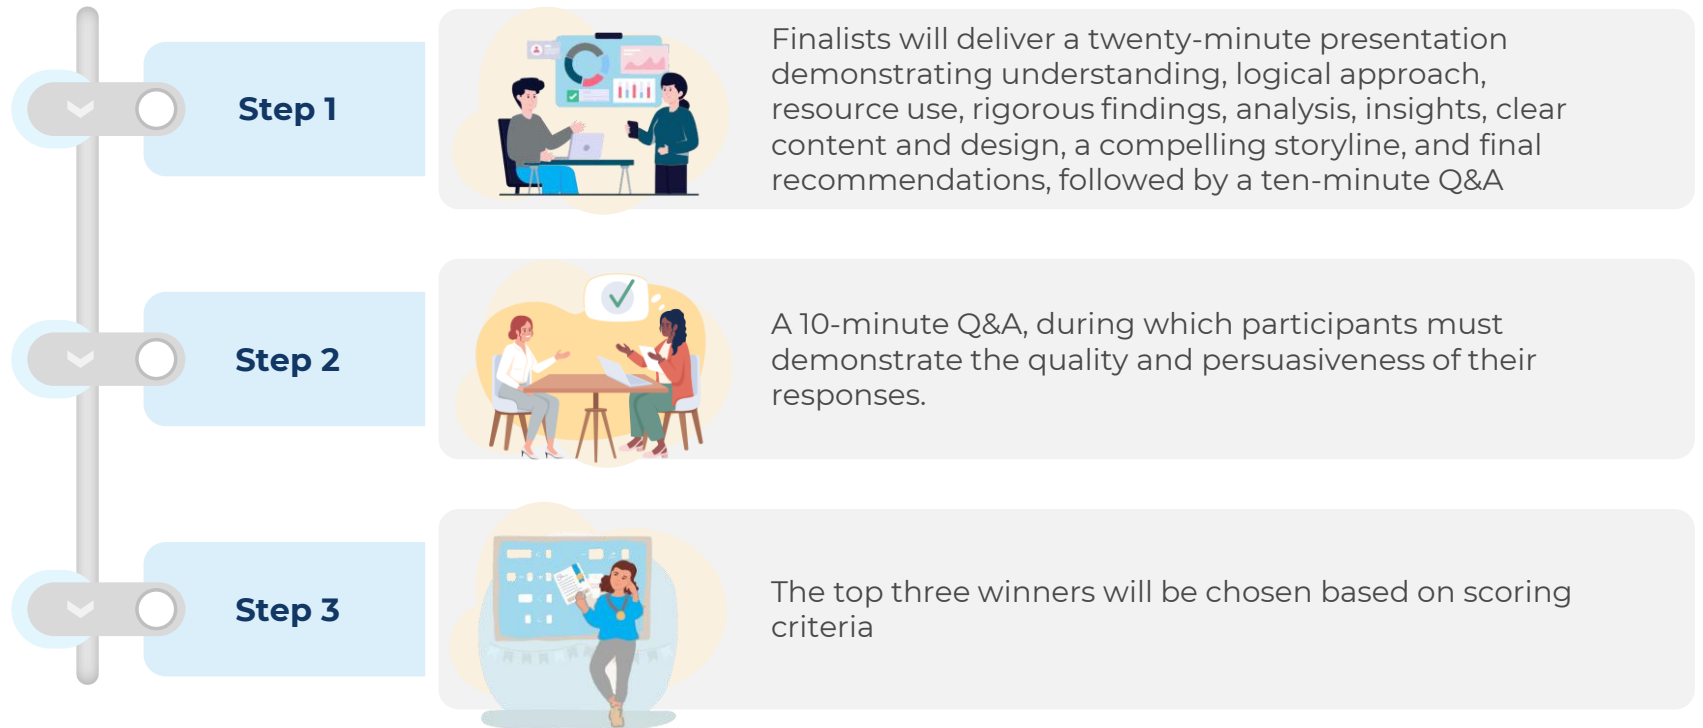 Step 1
Finalists will deliver a twenty-minute presentation
demonstrating understanding, logical approach,
resource use, rigorous findings, analysis, insights, clear
content and design, a compelling storyline, and final
recommendations, followed by a ten-minute Q&A
Step 2
A 10-minute Q&A, during which participants must
demonstrate the quality and persuasiveness of their
responses.
Step 3
The top three winners will be chosen based on scoring
criteria